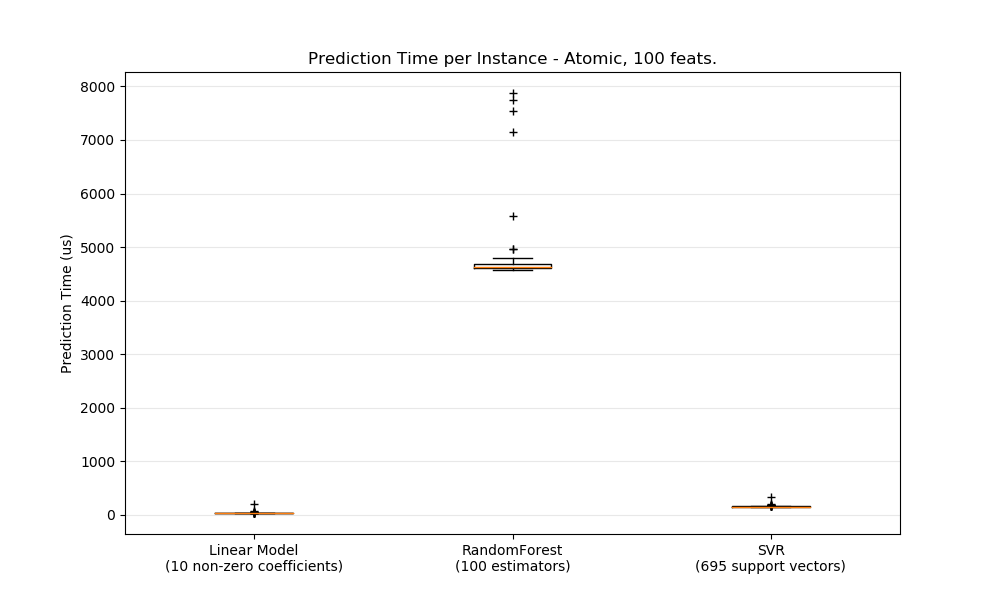 Prediction Time per Instance - Atomic, 100 feats.
8000
7000
6000
5000
4000
3000
2000
1000
0
Prediction Time (us)
Linear Model
(10 non-zero coefficients)
RandomForest
(100 estimators)
SVR
(695 support vectors)